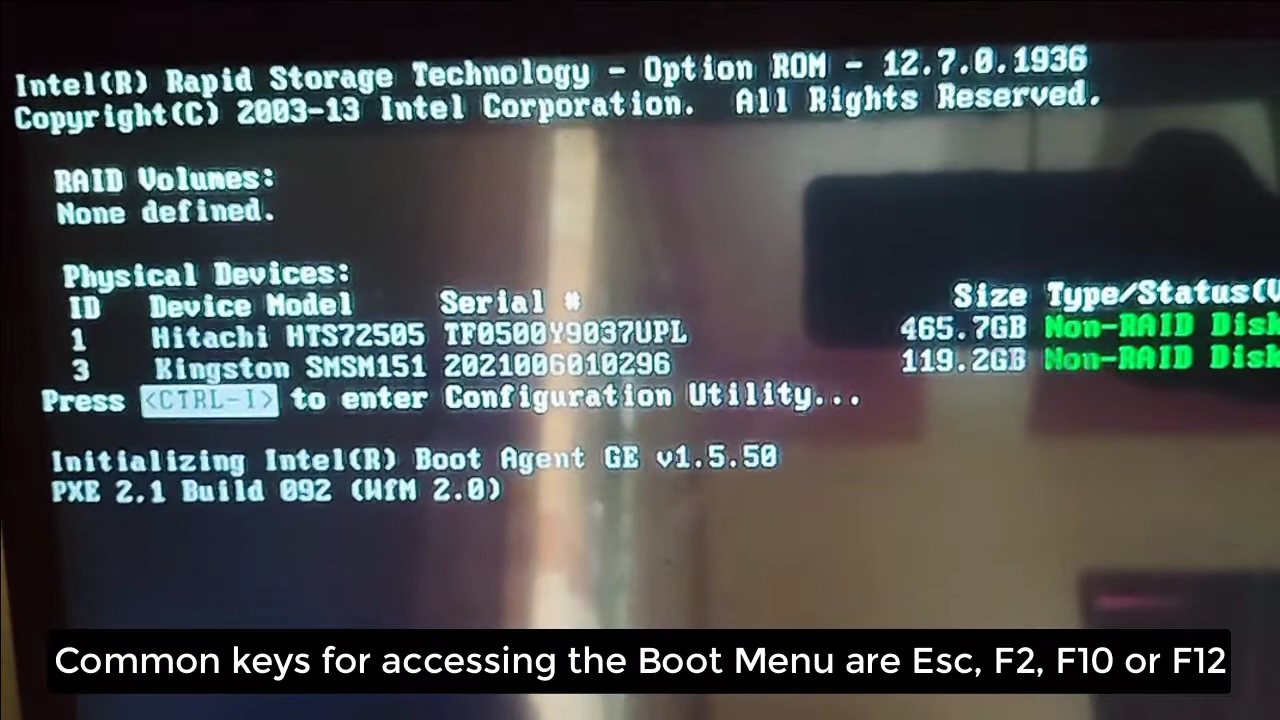 Intel(R) Rapid Storage Technology - Option ROM - 12.7.0.1936
Copyright(C) 2003-13 Intel Corporation. All Rights Reserved.
RAID Volumes:
None defined.
Physical Devices:
ID Device Model Serial # Size Type/Status(V
1 Hitachi HTS72505 TF0500Y9037UPL 465.7GB Non-RAID Disk
3 Kingston SMSM151 2021006010296 119.2GB Non-RAID Disk
Press <CTRL-I> to enter Configuration Utility...
Initializing Intel(R) Boot Agent GE v1.5.50
PXE 2.1 Build 092 (WfM 2.0)
Common keys for accessing the Boot Menu are Esc, F2, F10 or F12